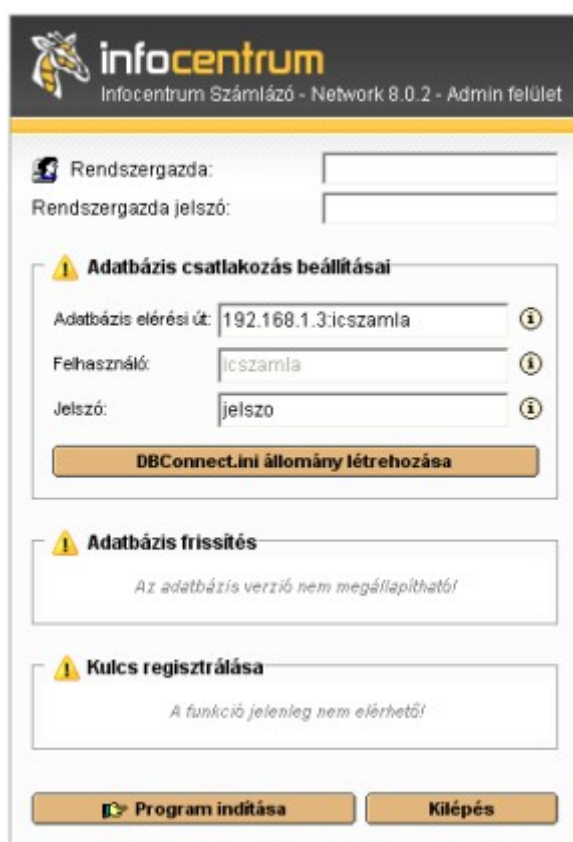 infocentrum
Infocentrum Számlázó - Network 8.0.2 - Admin felület
Rendszergazda:
Rendszergazda jelszó:
Adatbázis csatlakozás beállításai
Adatbázis elérési út: 192.168.1.3:icszamla
Felhasználó: icszamla
Jelszó: jelszo
DBConnect.ini állomány létrehozása
Adatbázis frissítés
Az adatbázis verzió nem megállapítható!
Kulcs regisztrálása
A funkció jelenleg nem elérhető!
Program indítása Kilépés